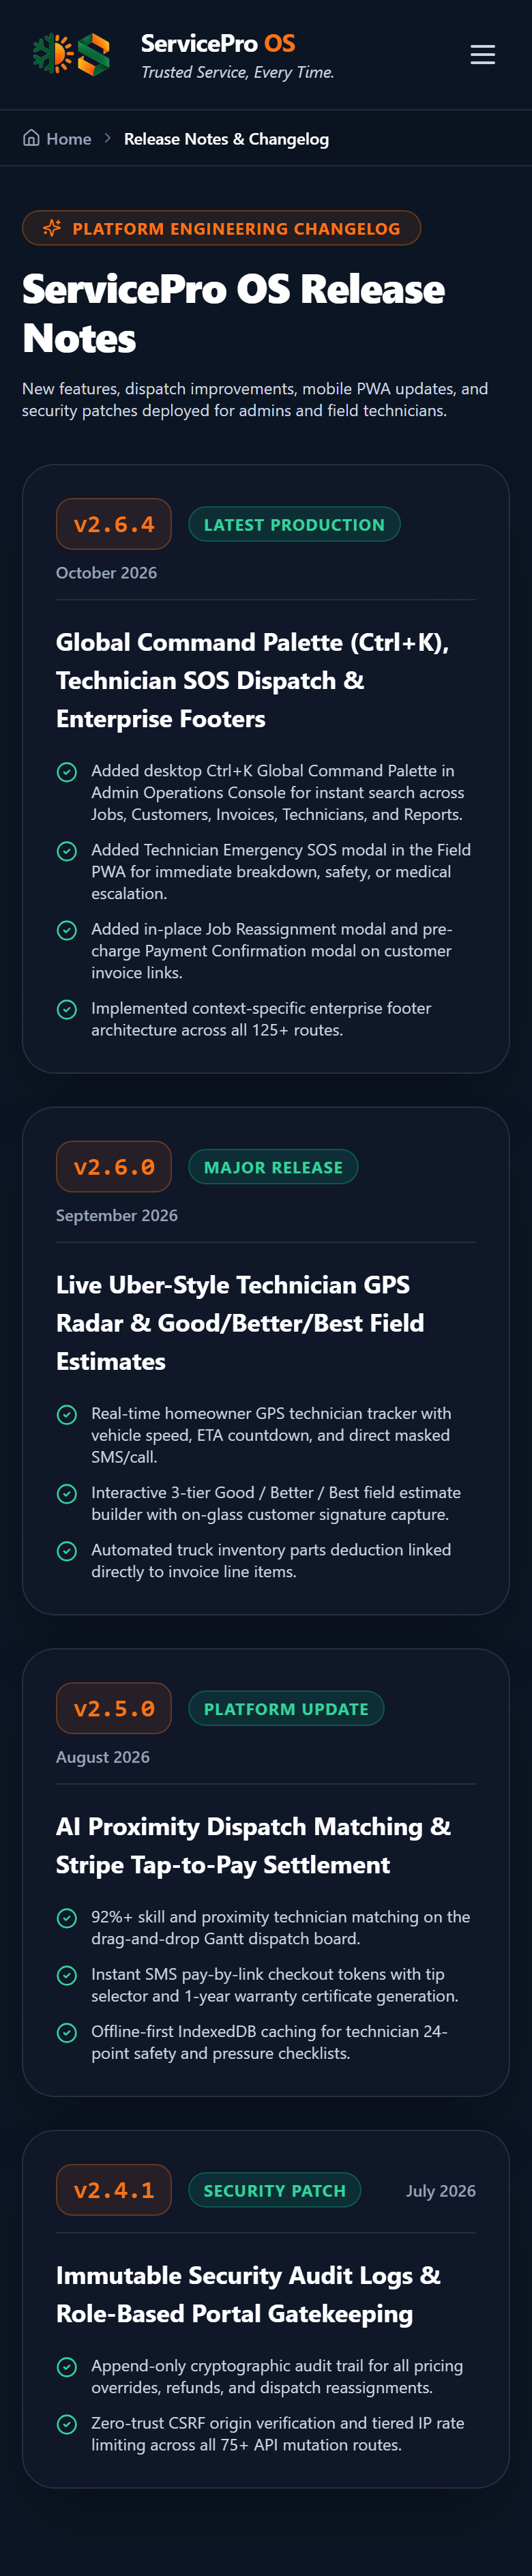 ServicePro OS
Trusted Service, Every Time.
Home
Release Notes & Changelog
PLATFORM ENGINEERING CHANGELOG
ServicePro OS Release
Notes
New features, dispatch improvements, mobile PWA updates, and
security patches deployed for admins and field technicians.
v2.6.4
LATEST PRODUCTION
October 2026
Global Command Palette (Ctrl+K),
Technician SOS Dispatch &
Enterprise Footers
Added desktop Ctrl+K Global Command Palette in
Admin Operations Console for instant search across
Jobs, Customers, Invoices, Technicians, and Reports.
Added Technician Emergency SOS modal in the Field
PWA for immediate breakdown, safety, or medical
escalation.
Added in-place Job Reassignment modal and pre-
charge Payment Confirmation modal on customer
invoice links.
Implemented context-specific enterprise footer
architecture across all 125+ routes.
v2.6.0
MAJOR RELEASE
September 2026
Live Uber-Style Technician GPS
Radar & Good/Better/Best Field
Estimates
Real-time homeowner GPS technician tracker with
vehicle speed, ETA countdown, and direct masked
SMS/call.
Interactive 3-tier Good / Better / Best field estimate
builder with on-glass customer signature capture.
Automated truck inventory parts deduction linked
directly to invoice line items.
v2.5.0
PLATFORM UPDATE
August 2026
AI Proximity Dispatch Matching &
Stripe Tap-to-Pay Settlement
92%+ skill and proximity technician matching on the
drag-and-drop Gantt dispatch board.
Instant SMS pay-by-link checkout tokens with tip
selector and 1-year warranty certificate generation.
Offline-first IndexedDB caching for technician 24-
point safety and pressure checklists.
v2.4.1
SECURITY PATCH
July 2026
Immutable Security Audit Logs &
Role-Based Portal Gatekeeping
Append-only cryptographic audit trail for all pricing
overrides, refunds, and dispatch reassignments.
Zero-trust CSRF origin verification and tiered IP rate
limiting across all 75+ API mutation routes.